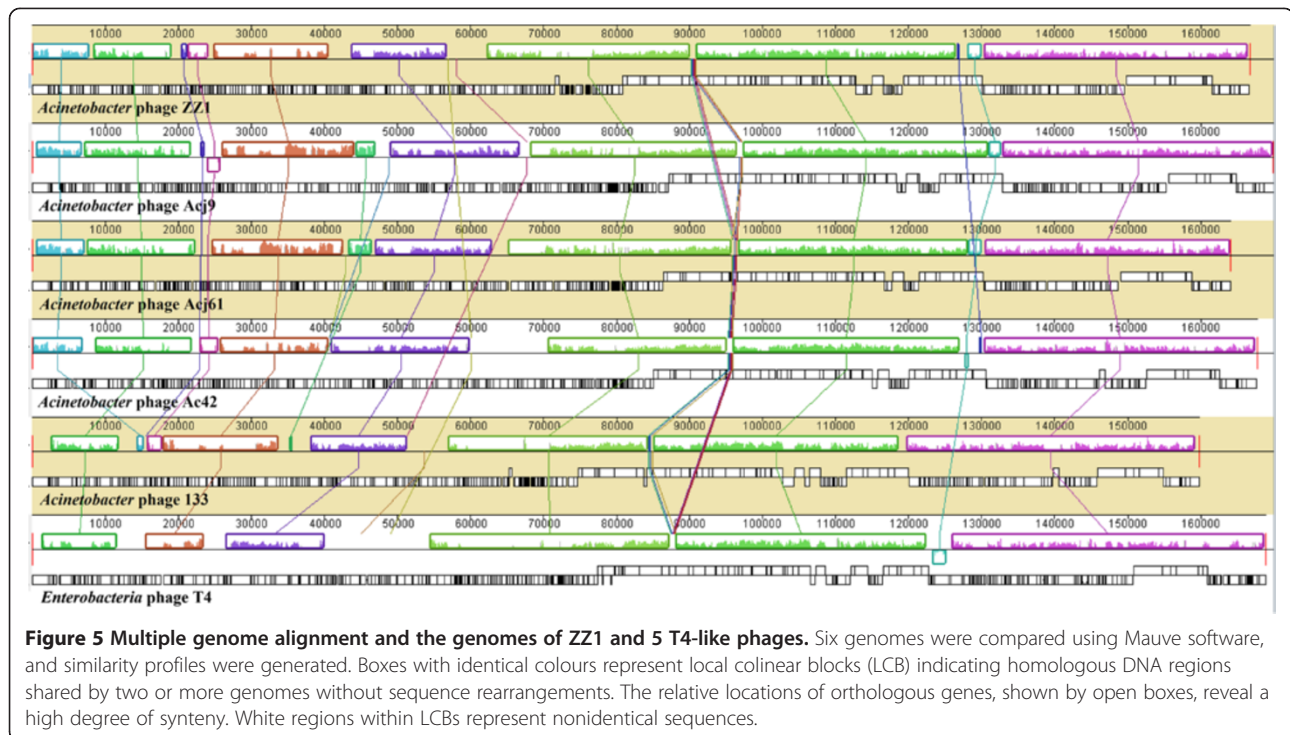 10000 20000 30000 40000 50000 60000 70000 80000 90000 100000 110000 120000 130000 140000 150000 160000
Acinetobacter phage ZZ1
10000 20000 30000 40000 50000 60000 70000 80000 90000 100000 110000 120000 130000 140000 150000 160000
Acinetobacter phage Acj9
10000 20000 30000 40000 50000 60000 70000 80000 90000 100000 110000 120000 130000 140000 150000 160000
Acinetobacter phage Acj61
10000 20000 30000 40000 50000 60000 70000 80000 90000 100000 110000 120000 130000 140000 150000 160000
Acinetobacter phage Ac42
10000 20000 30000 40000 50000 60000 70000 80000 90000 100000 110000 120000 130000 140000 150000 160000
Acinetobacter phage 133
10000 20000 30000 40000 50000 60000 70000 80000 90000 100000 110000 120000 130000 140000 150000 160000
Enterobacteria phage T4
Figure 5 Multiple genome alignment and the genomes of ZZ1 and 5 T4-like phages. Six genomes were compared using Mauve software,
and similarity profiles were generated. Boxes with identical colours represent local colinear blocks (LCB) indicating homologous DNA regions
shared by two or more genomes without sequence rearrangements. The relative locations of orthologous genes, shown by open boxes, reveal a
high degree of synteny. White regions within LCBs represent nonidentical sequences.